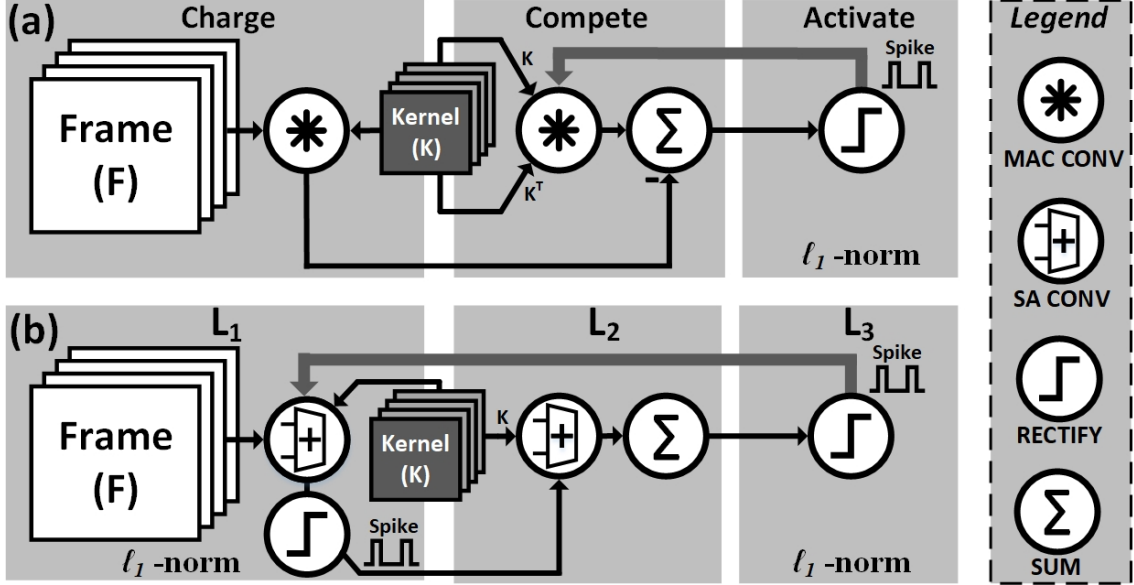 (a)
Charge
Compete
Activate
Legend
Frame
(F)
Kernel
(K)
K
K^T
-
Σ
Spike
ℓ₁ -norm
MAC CONV
SA CONV
RECTIFY
Σ
SUM
(b)
L₁
L₂
L₃
Frame
(F)
Kernel
(K)
K
Σ
Spike
Spike
ℓ₁ -norm
ℓ₁ -norm